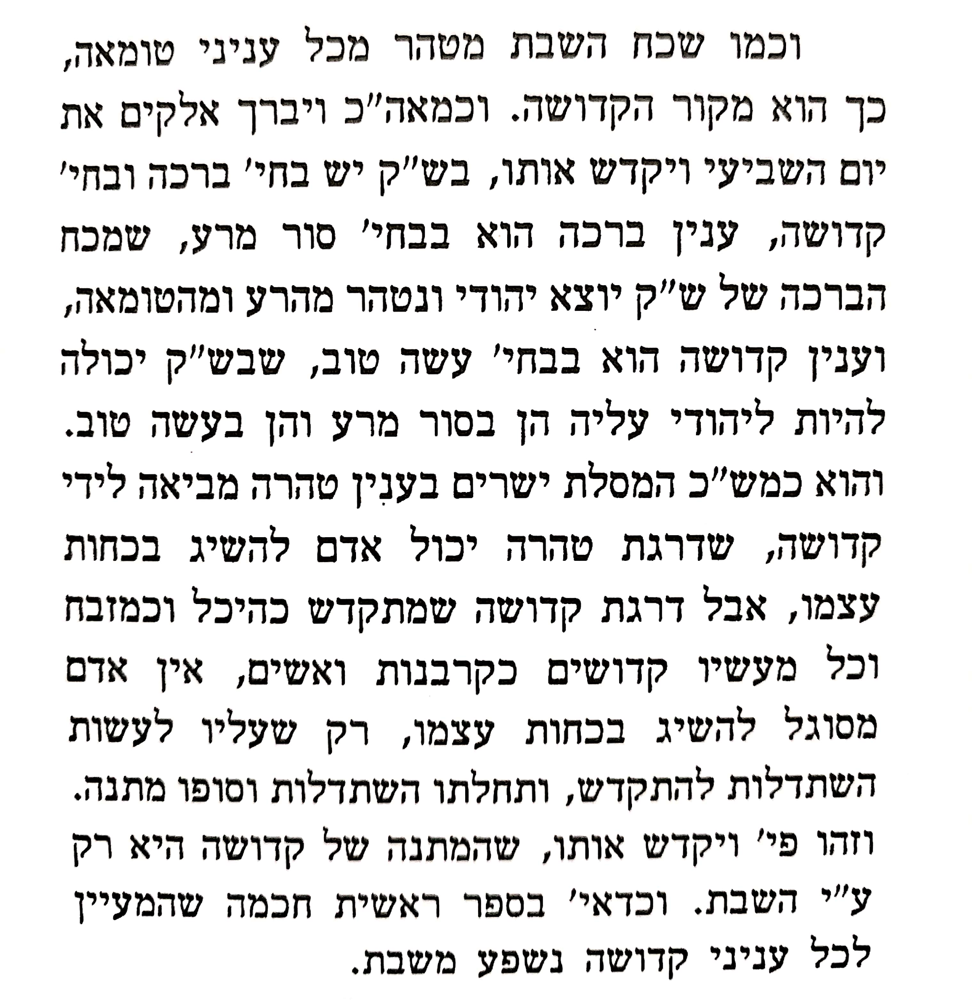 וכמו שכח השבת מטהר מכל עניני טומאה,
כך הוא מקור הקדושה. וכמאה״כ ויברך אלקים את
יום השביעי ויקדש אותו, בש״ק יש בחי׳ ברכה ובחי׳
קדושה, ענין ברכה הוא בבחי׳ סור מרע, שמכח
הברכה של ש״ק יוצא יהודי ונטהר מהרע ומהטומאה,
וענין קדושה הוא בבחי׳ עשה טוב, שבש״ק יכולה
להיות ליהודי עליה הן בסור מרע והן בעשה טוב.
והוא כמש״כ המסלת ישרים בענין טהרה מביאה לידי
קדושה, שדרגת טהרה יכול אדם להשיג בכחות
עצמו, אבל דרגת קדושה שמתקדש כהיכל וכמזבח
וכל מעשיו קדושים כקרבנות ואשים, אין אדם
מסוגל להשיג בכחות עצמו, רק שעליו לעשות
השתדלות להתקדש, ותחלתו השתדלות וסופו מתנה.
וזהו פי׳ ויקדש אותו, שהמתנה של קדושה היא רק
ע״י השבת. וכדאי׳ בספר ראשית חכמה שהמעיין
לכל עניני קדושה נשפע משבת.